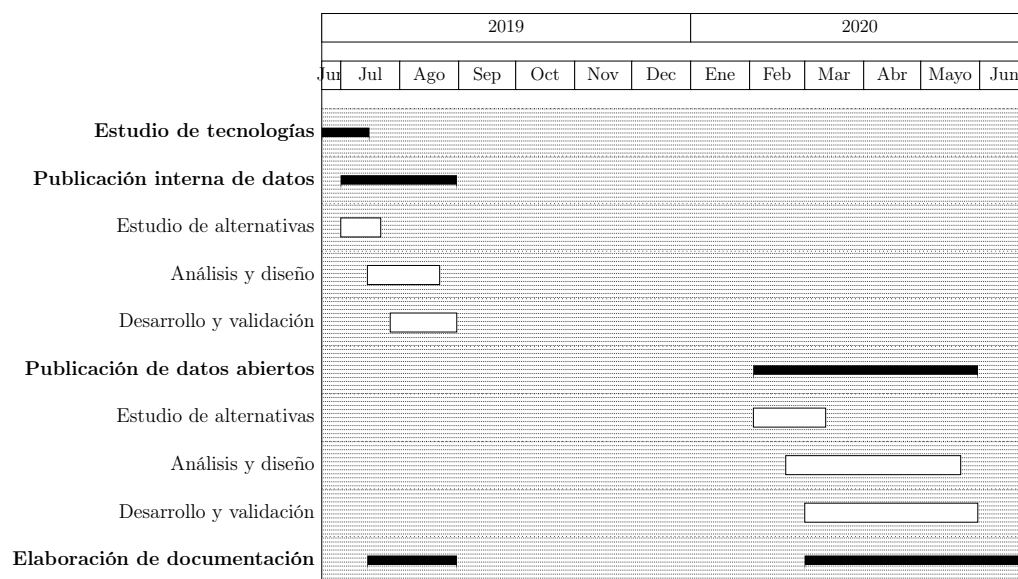 2019 2020
Jun Jul Ago Sep Oct Nov Dec Ene Feb Mar Abr Mayo Jun
Estudio de tecnologías
Publicación interna de datos
Estudio de alternativas
Análisis y diseño
Desarrollo y validación
Publicación de datos abiertos
Estudio de alternativas
Análisis y diseño
Desarrollo y validación
Elaboración de documentación